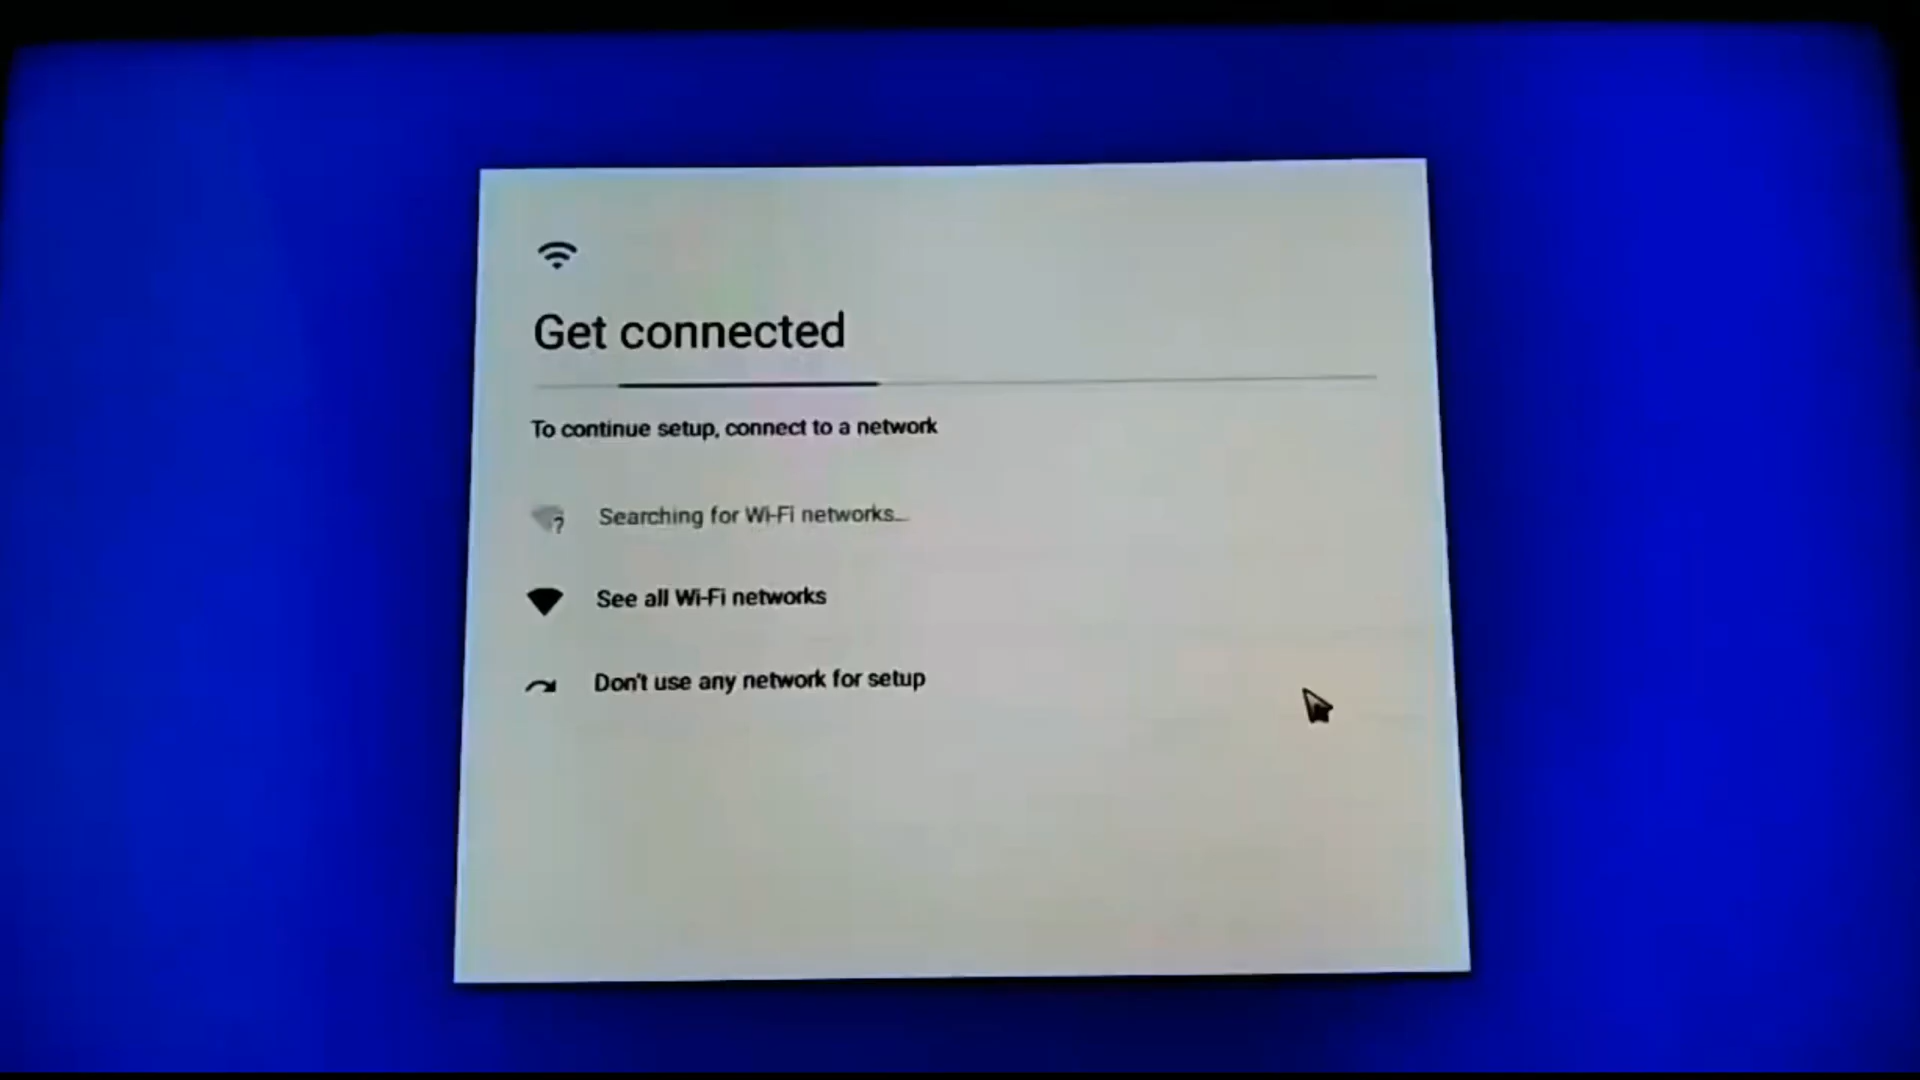 Get connected
To continue setup, connect to a network
Searching for Wi-Fi networks...
See all Wi-Fi networks
Don't use any network for setup